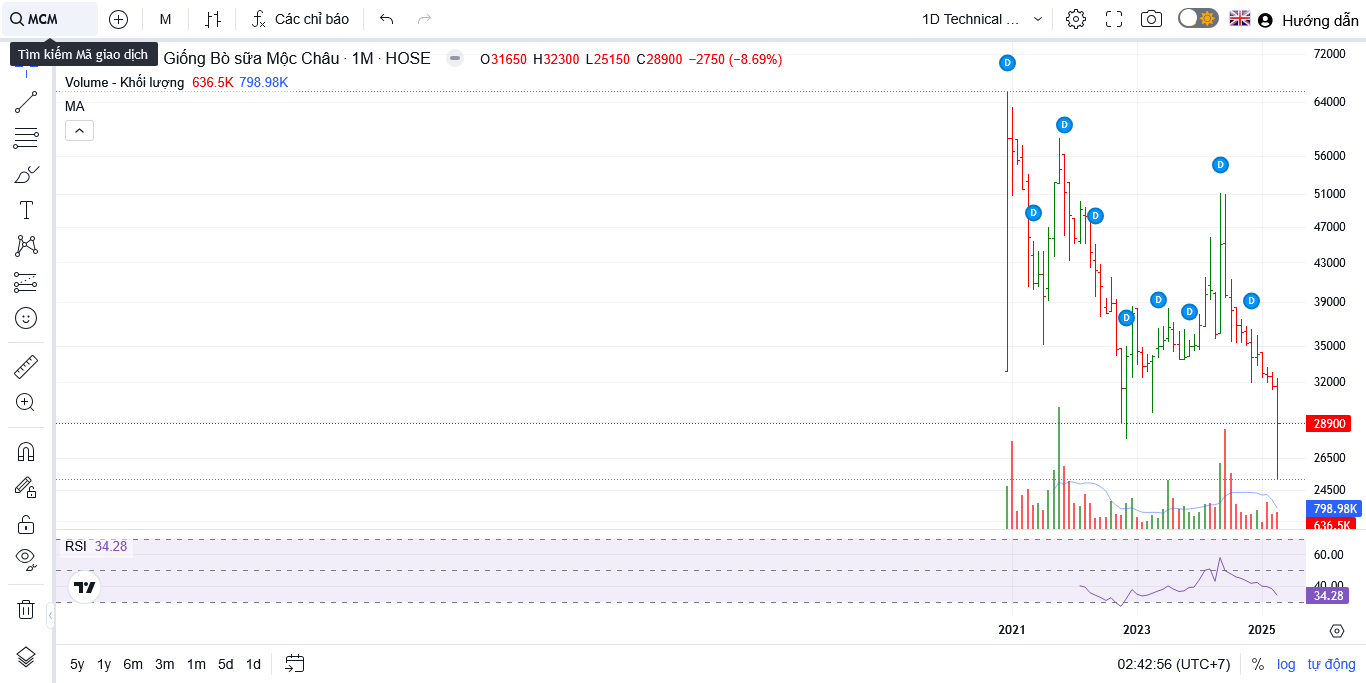 MCM
M
Các chỉ báo
1D Technical ...
Hướng dẫn
Tìm kiếm Mã giao dịch
Giống Bò sữa Mộc Châu · 1M · HOSE
O31650 H32300 L25150 C28900 −2750 (−8.69%)
Volume - Khối lượng 636.5K 798.98K
MA
D
D
D
D
D
D
D
D
D
72000
64000
56000
51000
47000
43000
39000
35000
32000
28900
26500
24500
798.98K
636.5K
RSI 34.28
60.00
40.00
34.28
2021 2023 2025
5y 1y 6m 3m 1m 5d 1d
02:42:56 (UTC+7) % log tự động